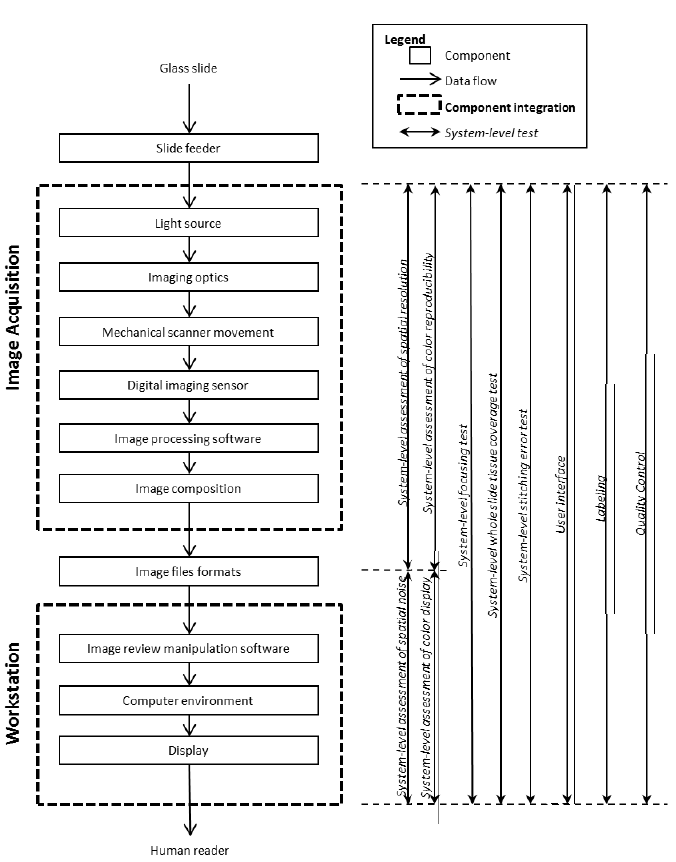 Legend
Component
Data flow
Component integration
System-level test
Glass slide
Slide feeder
Image Acquisition
Light source
Imaging optics
Mechanical scanner movement
Digital imaging sensor
Image processing software
Image composition
Image files formats
Workstation
Image review manipulation software
Computer environment
Display
Human reader
System-level assessment of spatial resolution
System-level assessment of color reproducibility
System-level focusing test
System-level whole slide tissue coverage test
System-level stitching error test
User interface
Labeling
Quality Control
System-level assessment of spatial noise
System-level assessment of color display